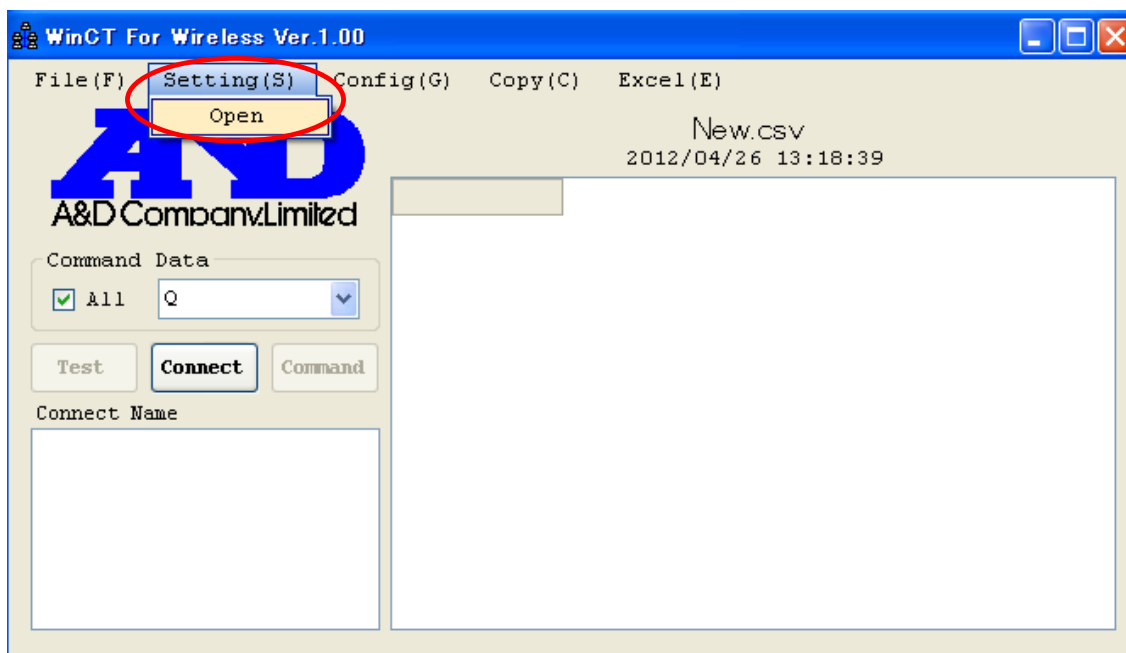 WinCT For Wireless Ver.1.00
File(F) Setting(S) Config(G) Copy(C) Excel(E)
Open
New.csv
2012/04/26 13:18:39
A&D Company,Limited
Command Data
All Q
Test Connect Command
Connect Name